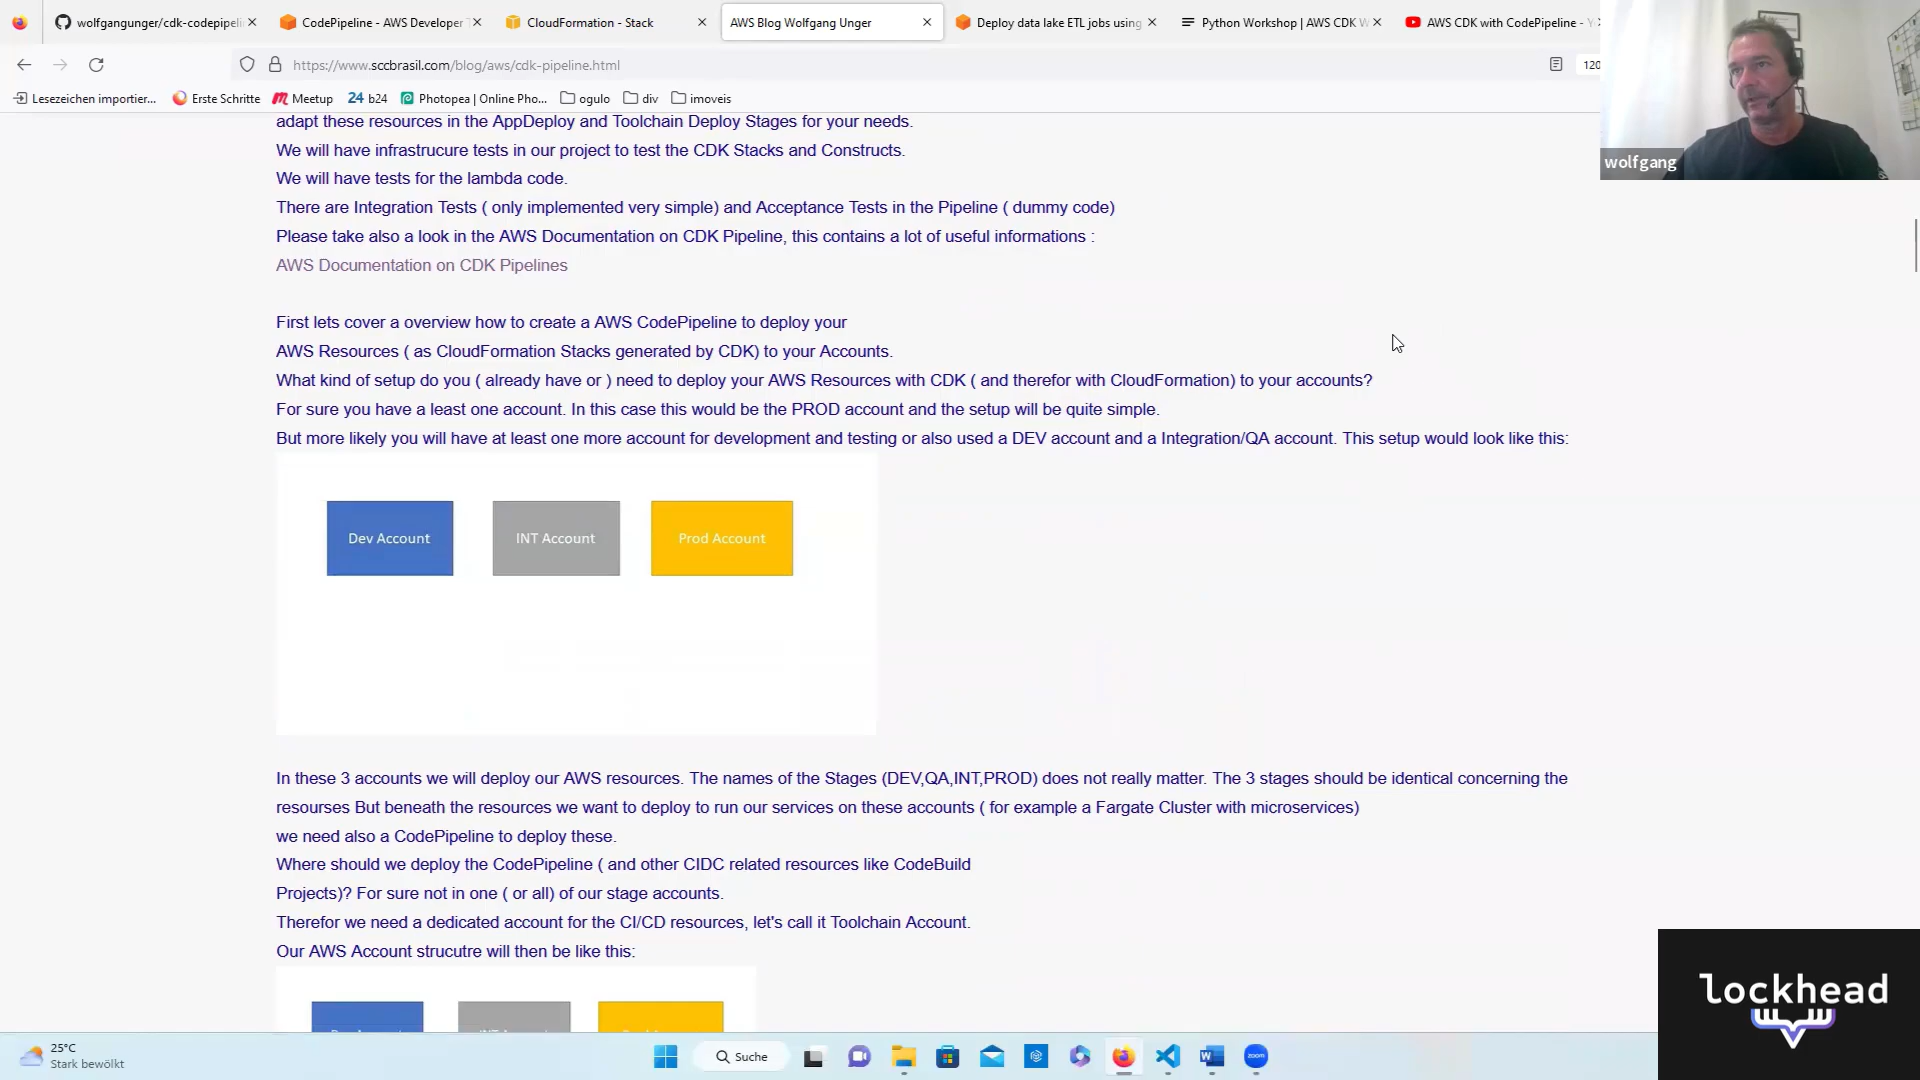 wolfgangunger/cdk-codepipeli
CodePipeline - AWS Developer T
CloudFormation - Stack
AWS Blog Wolfgang Unger
Deploy data lake ETL jobs using
Python Workshop | AWS CDK W
AWS CDK with CodePipeline - Y
https://www.sccbrasil.com/blog/aws/cdk-pipeline.html
120
Lesezeichen importier...
Erste Schritte
Meetup
24 b24
Photopea | Online Pho...
ogulo
div
imoveis
wolfgang
adapt these resources in the AppDeploy and Toolchain Deploy Stages for your needs.
We will have infrastrucure tests in our project to test the CDK Stacks and Constructs.
We will have tests for the lambda code.
There are Integration Tests ( only implemented very simple) and Acceptance Tests in the Pipeline ( dummy code)
Please take also a look in the AWS Documentation on CDK Pipeline, this contains a lot of useful informations :
AWS Documentation on CDK Pipelines
First lets cover a overview how to create a AWS CodePipeline to deploy your
AWS Resources ( as CloudFormation Stacks generated by CDK) to your Accounts.
What kind of setup do you ( already have or ) need to deploy your AWS Resources with CDK ( and therefor with CloudFormation) to your accounts?
For sure you have a least one account. In this case this would be the PROD account and the setup will be quite simple.
But more likely you will have at least one more account for development and testing or also used a DEV account and a Integration/QA account. This setup would look like this:
Dev Account
INT Account
Prod Account
In these 3 accounts we will deploy our AWS resources. The names of the Stages (DEV,QA,INT,PROD) does not really matter. The 3 stages should be identical concerning the
resourses But beneath the resources we want to deploy to run our services on these accounts ( for example a Fargate Cluster with microservices)
we need also a CodePipeline to deploy these.
Where should we deploy the CodePipeline ( and other CIDC related resources like CodeBuild
Projects)? For sure not in one ( or all) of our stage accounts.
Therefor we need a dedicated account for the CI/CD resources, let's call it Toolchain Account.
Our AWS Account strucutre will then be like this:
lockhead
25°C
Stark bewölkt
Suche
zoom